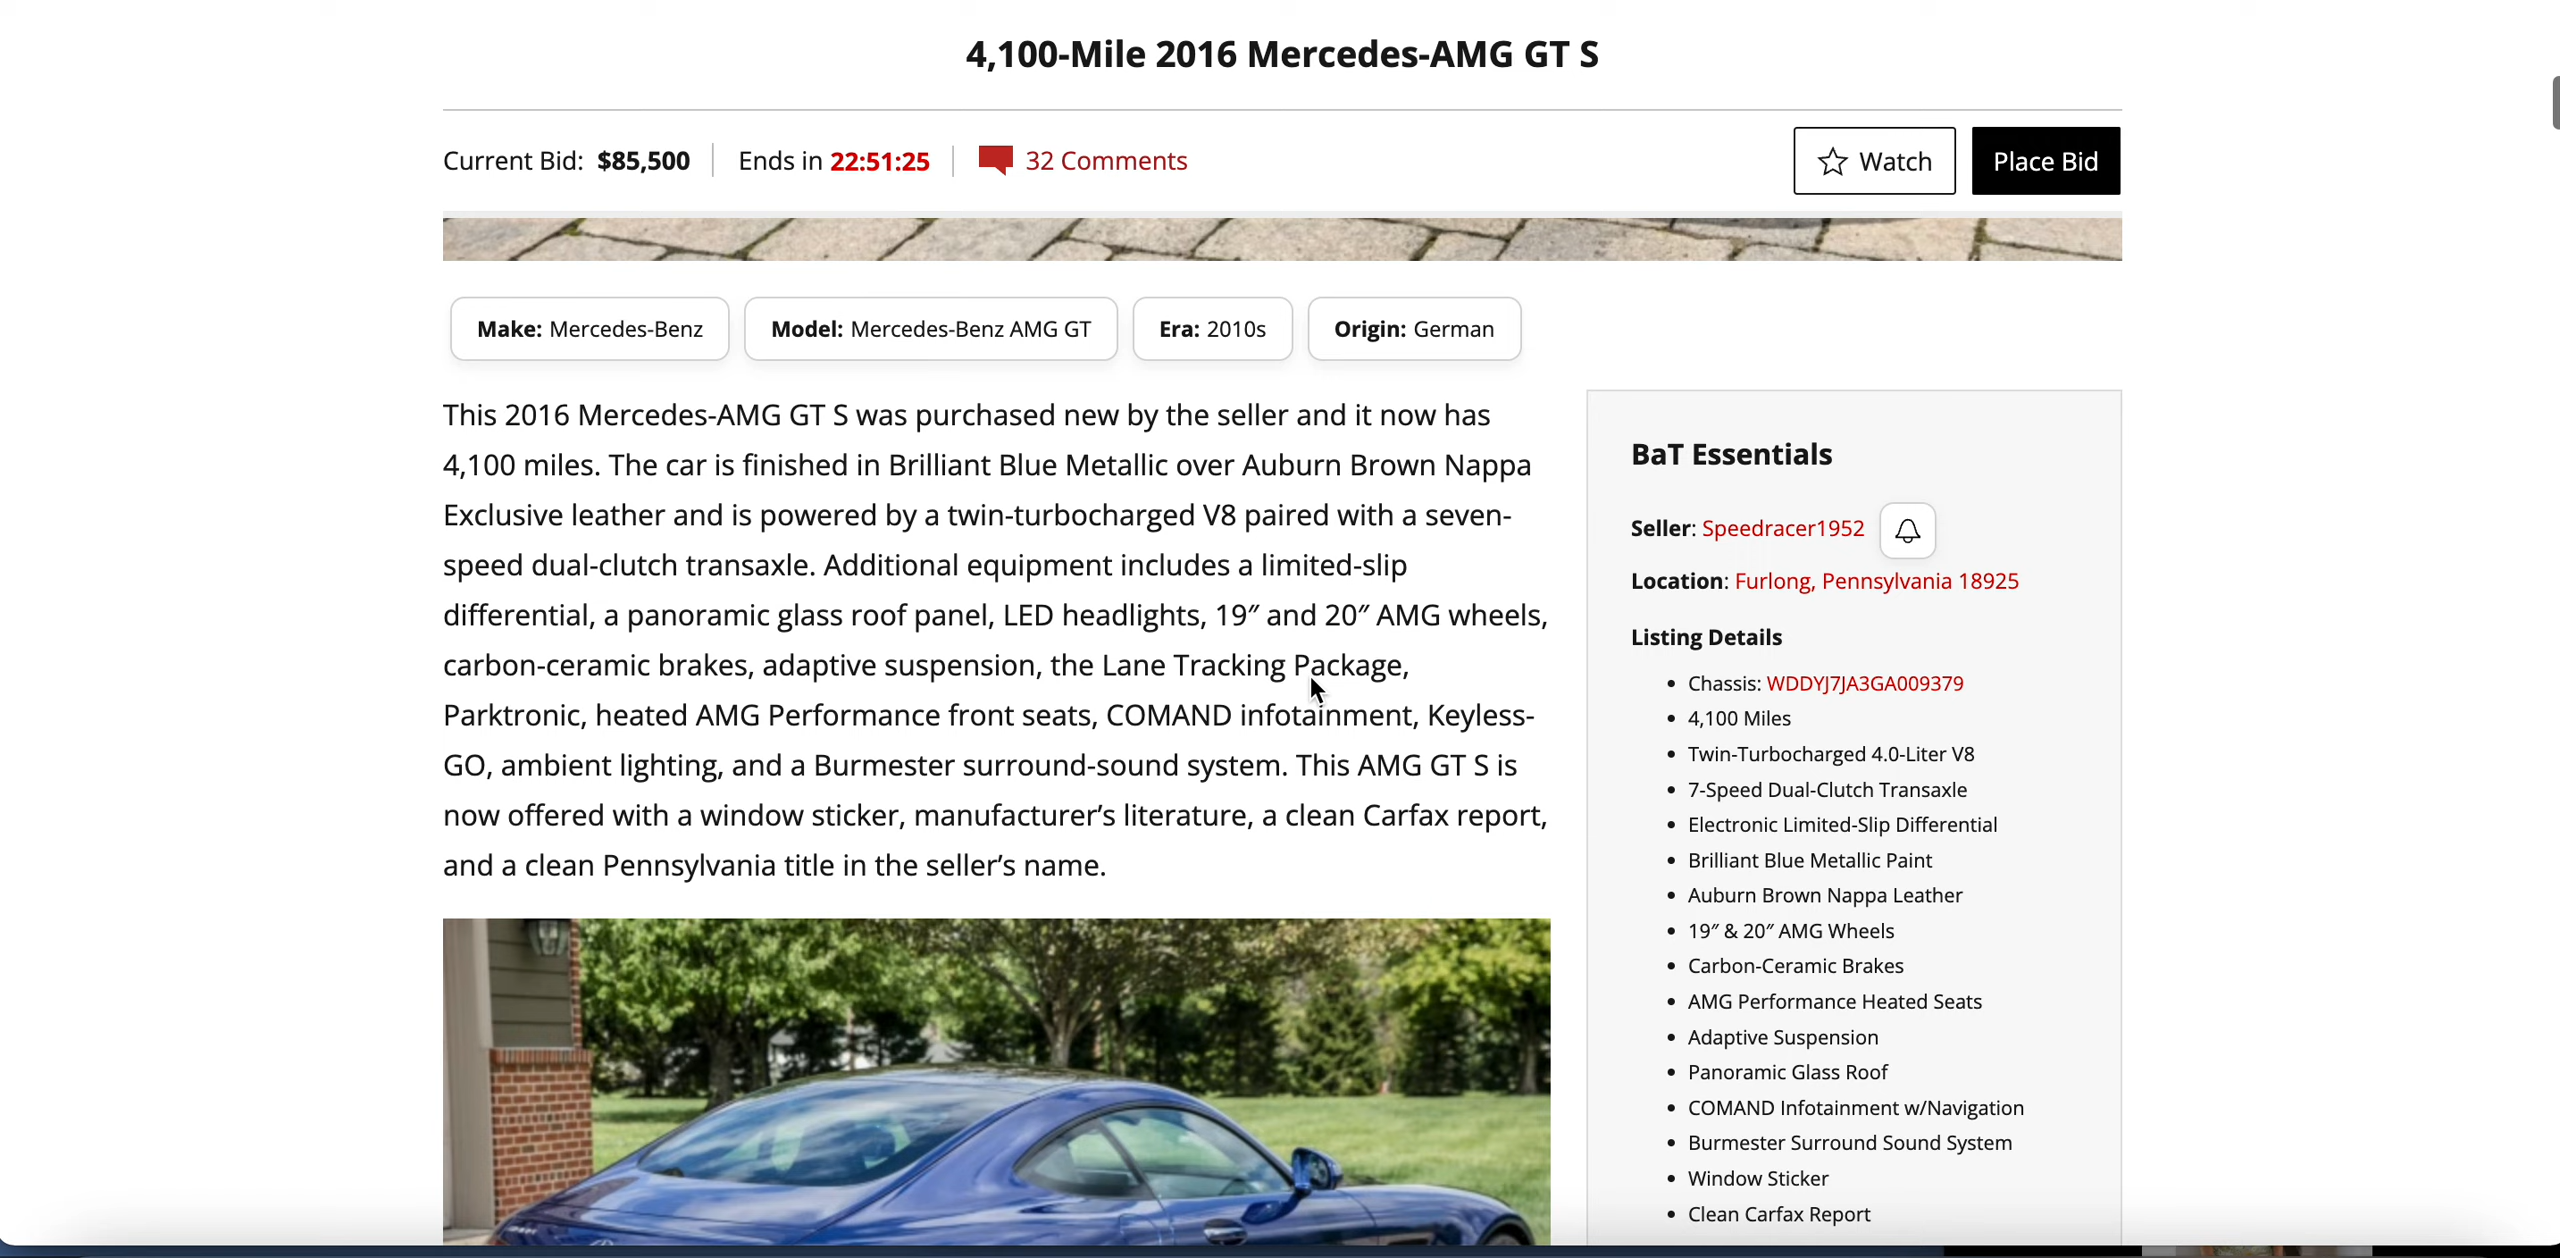 4,100-Mile 2016 Mercedes-AMG GT S
Current Bid: $85,500
Ends in 22:51:25
32 Comments
Watch
Place Bid
Make: Mercedes-Benz
Model: Mercedes-Benz AMG GT
Era: 2010s
Origin: German
This 2016 Mercedes-AMG GT S was purchased new by the seller and it now has
4,100 miles. The car is finished in Brilliant Blue Metallic over Auburn Brown Nappa
Exclusive leather and is powered by a twin-turbocharged V8 paired with a seven-
speed dual-clutch transaxle. Additional equipment includes a limited-slip
differential, a panoramic glass roof panel, LED headlights, 19″ and 20″ AMG wheels,
carbon-ceramic brakes, adaptive suspension, the Lane Tracking Package,
Parktronic, heated AMG Performance front seats, COMAND infotainment, Keyless-
GO, ambient lighting, and a Burmester surround-sound system. This AMG GT S is
now offered with a window sticker, manufacturer’s literature, a clean Carfax report,
and a clean Pennsylvania title in the seller’s name.
BaT Essentials
Seller: Speedracer1952
Location: Furlong, Pennsylvania 18925
Listing Details
• Chassis: WDDYJ7JA3GA009379
• 4,100 Miles
• Twin-Turbocharged 4.0-Liter V8
• 7-Speed Dual-Clutch Transaxle
• Electronic Limited-Slip Differential
• Brilliant Blue Metallic Paint
• Auburn Brown Nappa Leather
• 19″ & 20″ AMG Wheels
• Carbon-Ceramic Brakes
• AMG Performance Heated Seats
• Adaptive Suspension
• Panoramic Glass Roof
• COMAND Infotainment w/Navigation
• Burmester Surround Sound System
• Window Sticker
• Clean Carfax Report